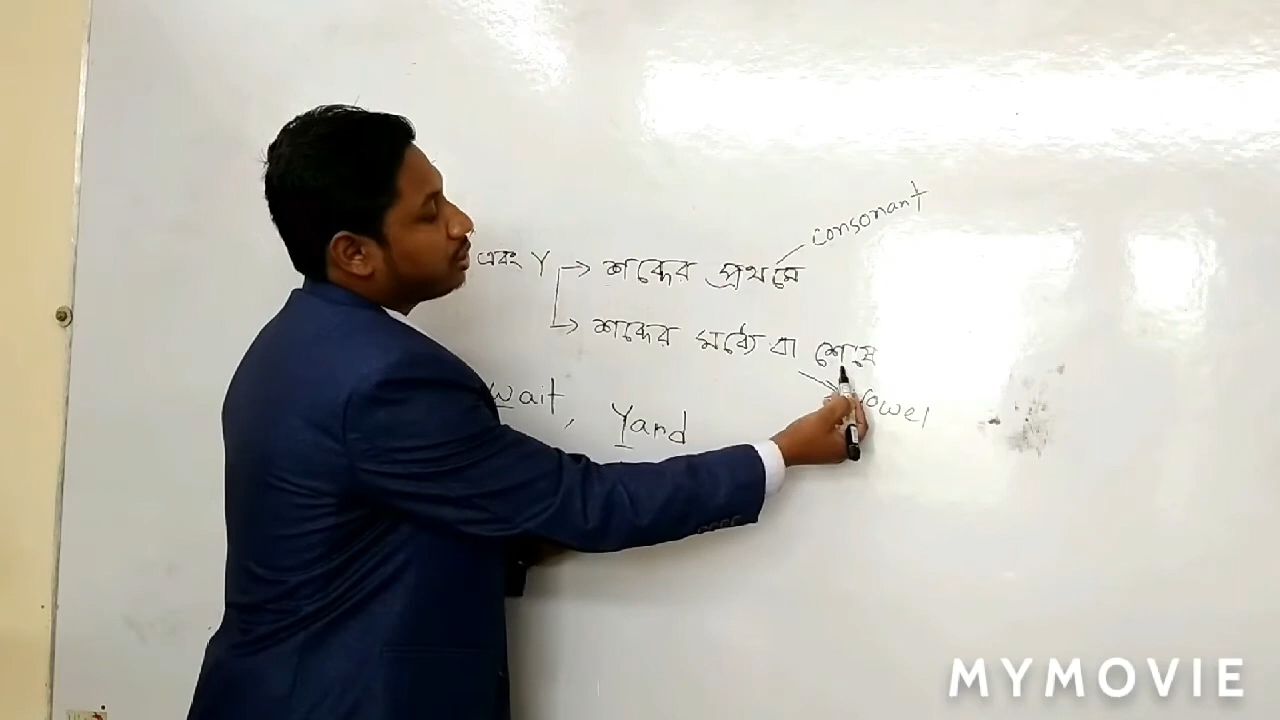 consonant
এবং Y → শব্দের প্রথমে
→ শব্দের মধ্যে বা শেষে
vowel
wait, Yard
MYMOVIE